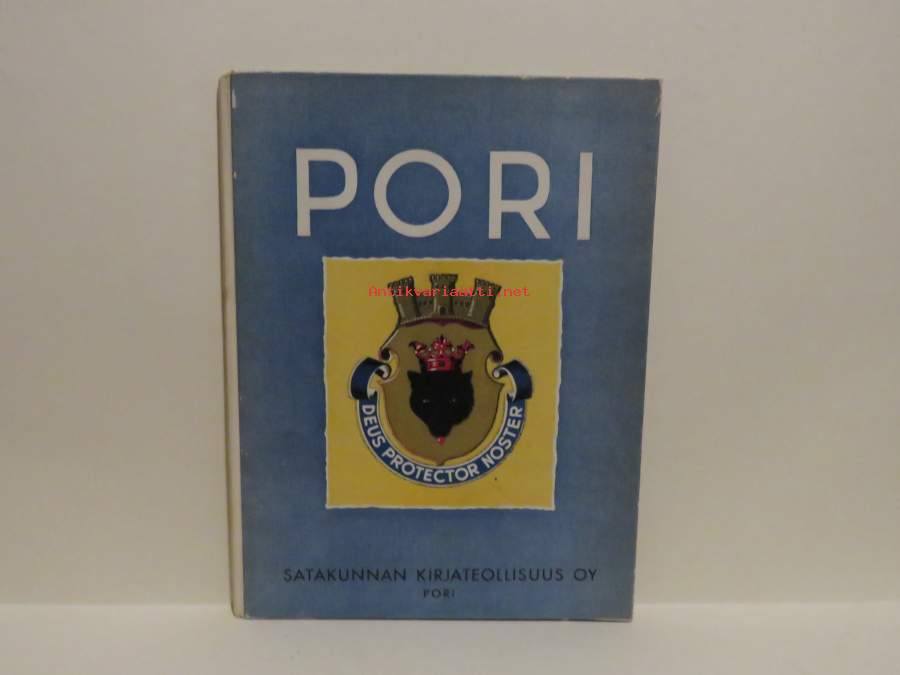 PORI
Antikvariaatti.net
DEUS PROTECTOR NOSTER
SATAKUNNAN KIRJATEOLLISUUS OY
PORI